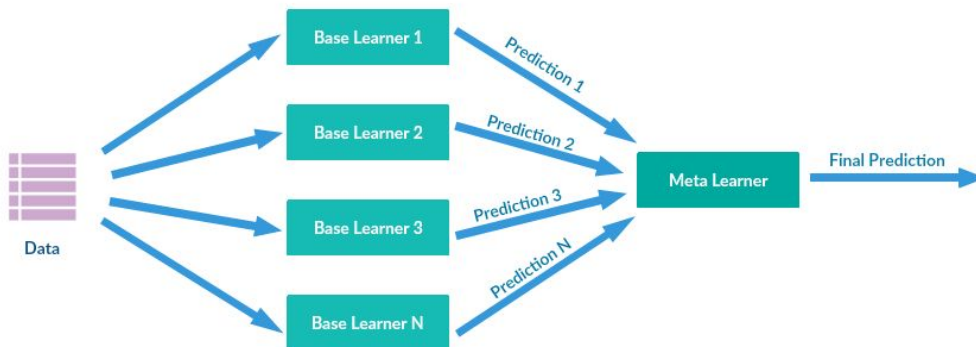 Data
Base Learner 1
Base Learner 2
Base Learner 3
Base Learner N
Prediction 1
Prediction 2
Prediction 3
Prediction N
Meta Learner
Final Prediction